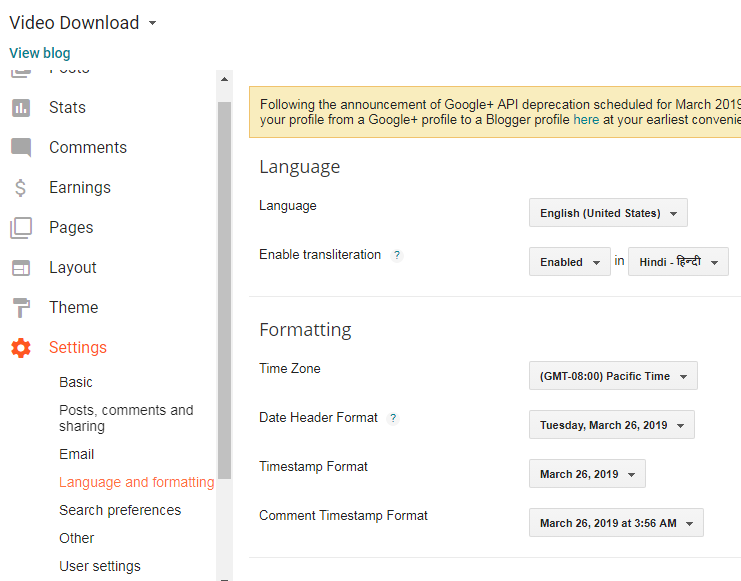 Video Download
View blog
Posts
Stats
Comments
Earnings
Pages
Layout
Theme
Settings
Basic
Posts, comments and
sharing
Email
Language and formatting
Search preferences
Other
User settings
Following the announcement of Google+ API deprecation scheduled for March 2019
your profile from a Google+ profile to a Blogger profile here at your earliest convenie
Language
Language
English (United States)
Enable transliteration ?
Enabled in Hindi - हिन्दी
Formatting
Time Zone
(GMT-08:00) Pacific Time
Date Header Format ?
Tuesday, March 26, 2019
Timestamp Format
March 26, 2019
Comment Timestamp Format
March 26, 2019 at 3:56 AM